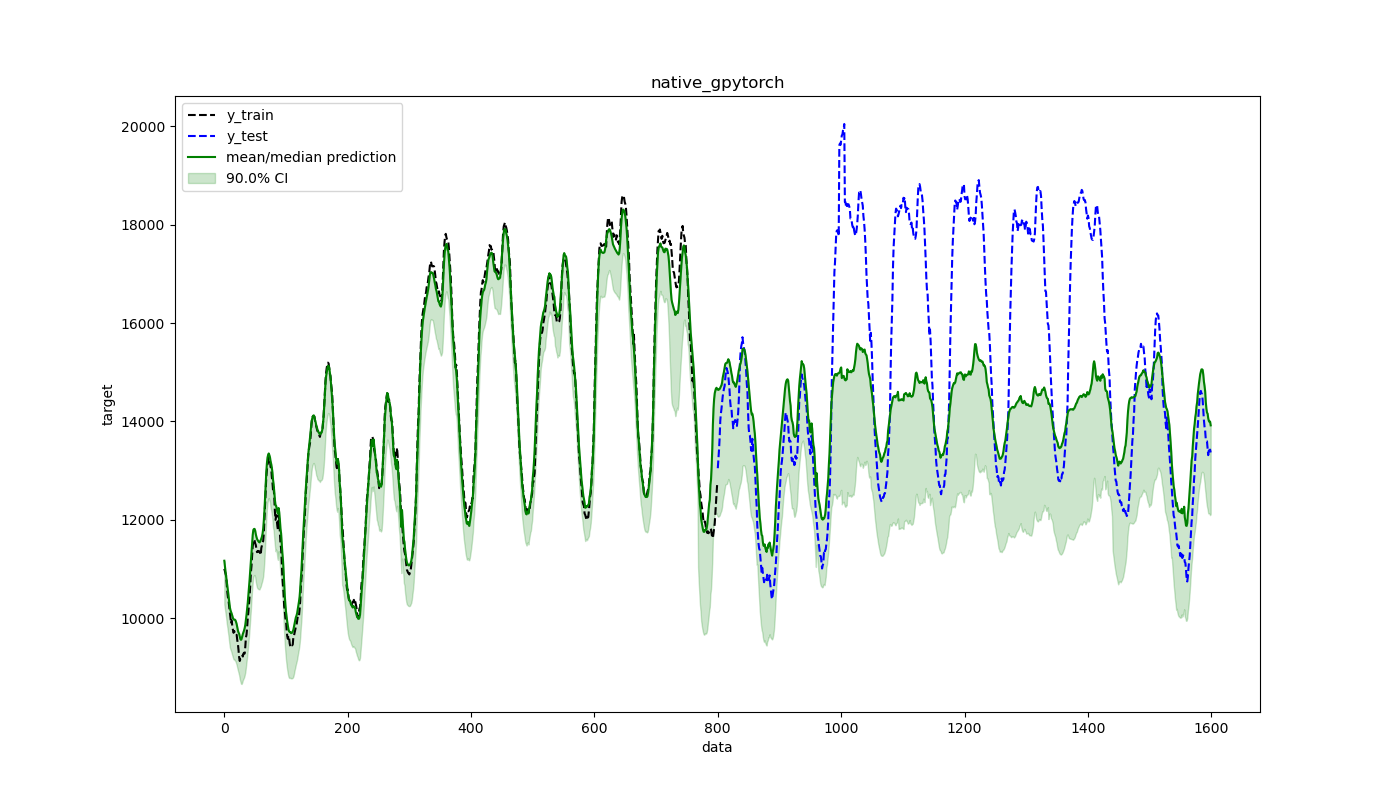 native_gpytorch
y_train
y_test
mean/median prediction
90.0% CI
20000
18000
16000
14000
12000
10000
target
0 200 400 600 800 1000 1200 1400 1600
data